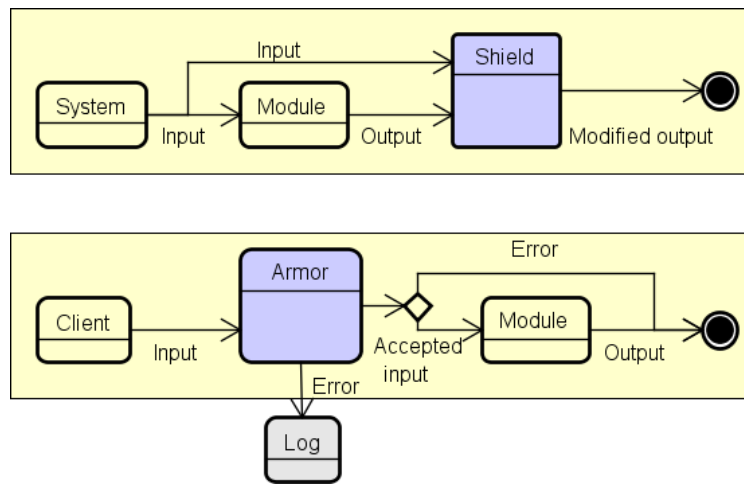 Input
Shield
System
Module
Input
Output
Modified output
Error
Armor
Client
Module
Input
Accepted
input
Output
Error
Log